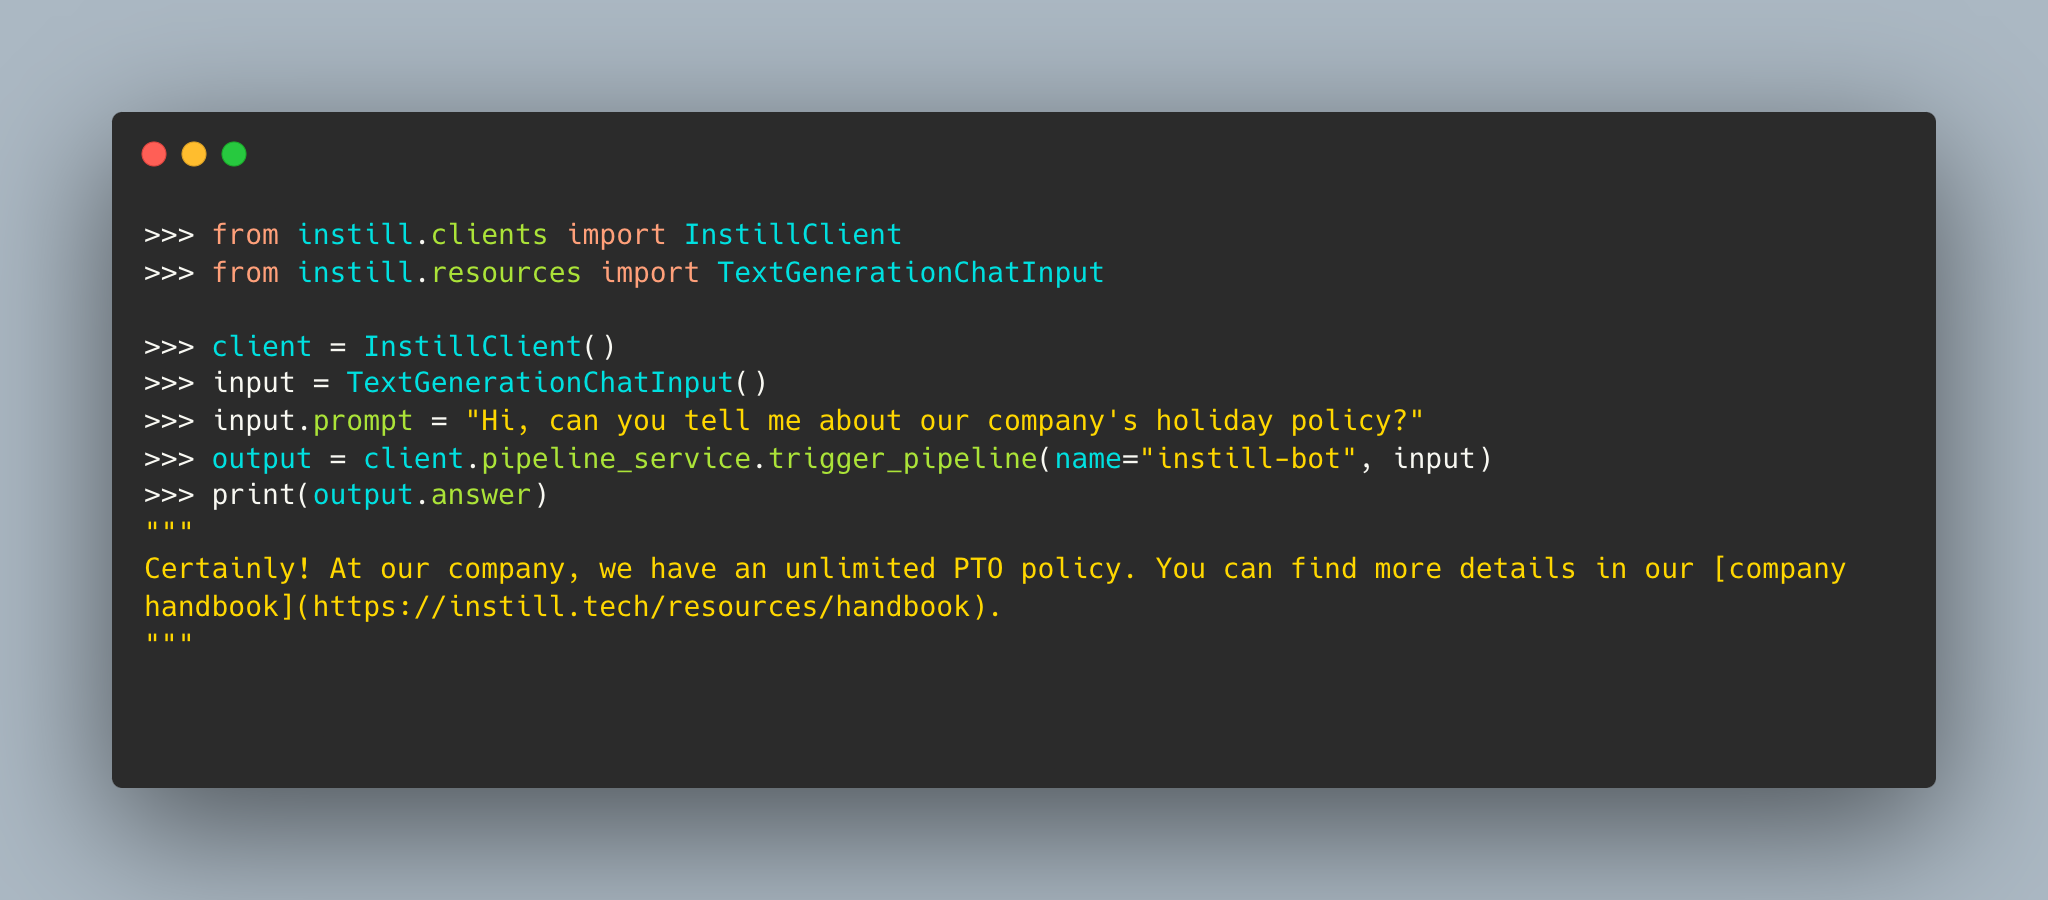 >>> from instill.clients import InstillClient
>>> from instill.resources import TextGenerationChatInput
>>> client = InstillClient()
>>> input = TextGenerationChatInput()
>>> input.prompt = "Hi, can you tell me about our company's holiday policy?"
>>> output = client.pipeline_service.trigger_pipeline(name="instill-bot", input)
>>> print(output.answer)
"""
Certainly! At our company, we have an unlimited PTO policy. You can find more details in our [company
handbook](https://instill.tech/resources/handbook).
"""